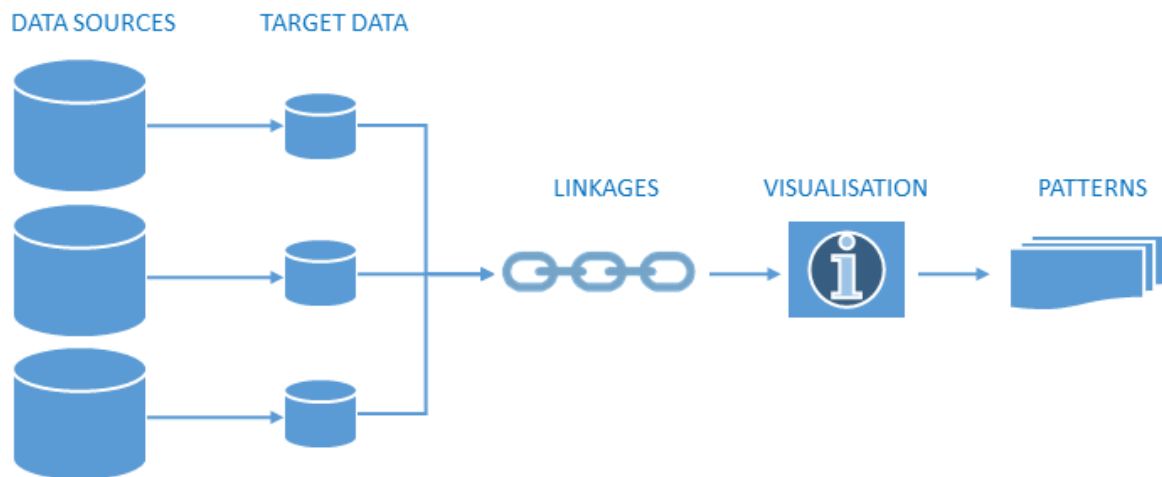 DATA SOURCES
TARGET DATA
LINKAGES
VISUALISATION
PATTERNS